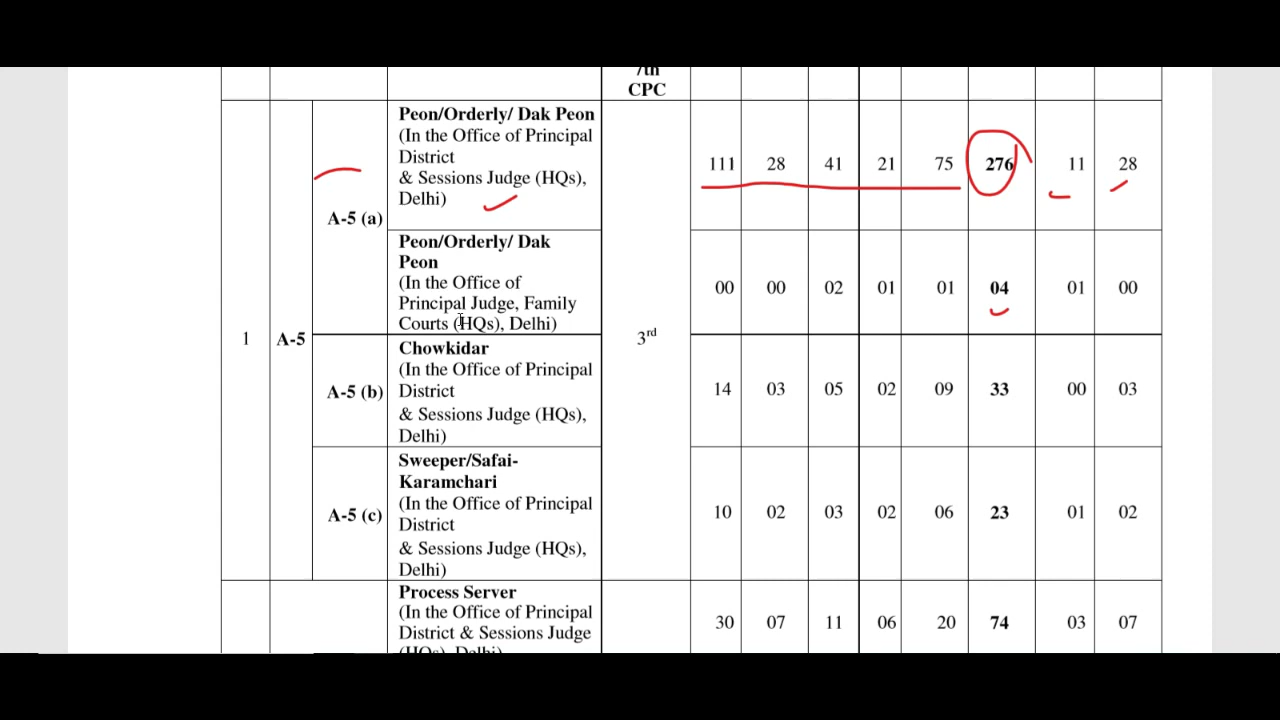 7th
CPC
1
A-5
A-5 (a)
Peon/Orderly/ Dak Peon
(In the Office of Principal
District
& Sessions Judge (HQs),
Delhi)
3rd
111 28 41 21 75 276 11 28
Peon/Orderly/ Dak
Peon
(In the Office of
Principal Judge, Family
Courts (HQs), Delhi)
00 00 02 01 01 04 01 00
A-5 (b)
Chowkidar
(In the Office of Principal
District
& Sessions Judge (HQs),
Delhi)
14 03 05 02 09 33 00 03
A-5 (c)
Sweeper/Safai-
Karamchari
(In the Office of Principal
District
& Sessions Judge (HQs),
Delhi)
10 02 03 02 06 23 01 02
Process Server
(In the Office of Principal
District & Sessions Judge
(HQs), Delhi)
30 07 11 06 20 74 03 07